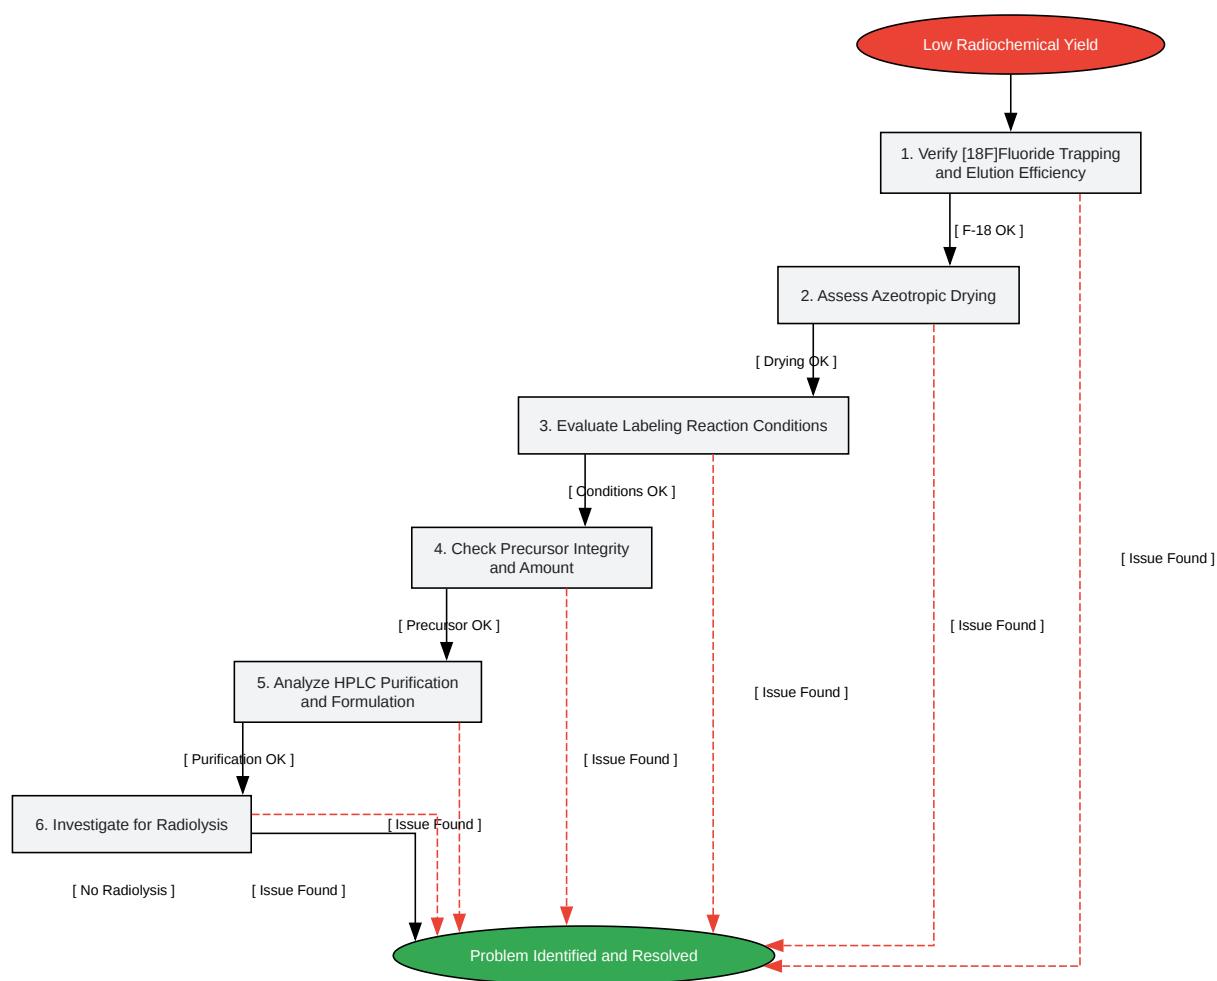 Low Radiochemical Yield
1. Verify [18F]Fluoride Trapping
and Elution Efficiency
[ F-18 OK ]
2. Assess Azeotropic Drying
[ Drying OK ]
3. Evaluate Labeling Reaction Conditions
[ Conditions OK ]
4. Check Precursor Integrity
and Amount
[ Issue Found ]
[ Precursor OK ]
[ Issue Found ]
5. Analyze HPLC Purification
and Formulation
[ Issue Found ]
[ Purification OK ]
[ Issue Found ]
6. Investigate for Radiolysis
[ Issue Found ]
[ No Radiolysis ]
[ Issue Found ]
Problem Identified and Resolved